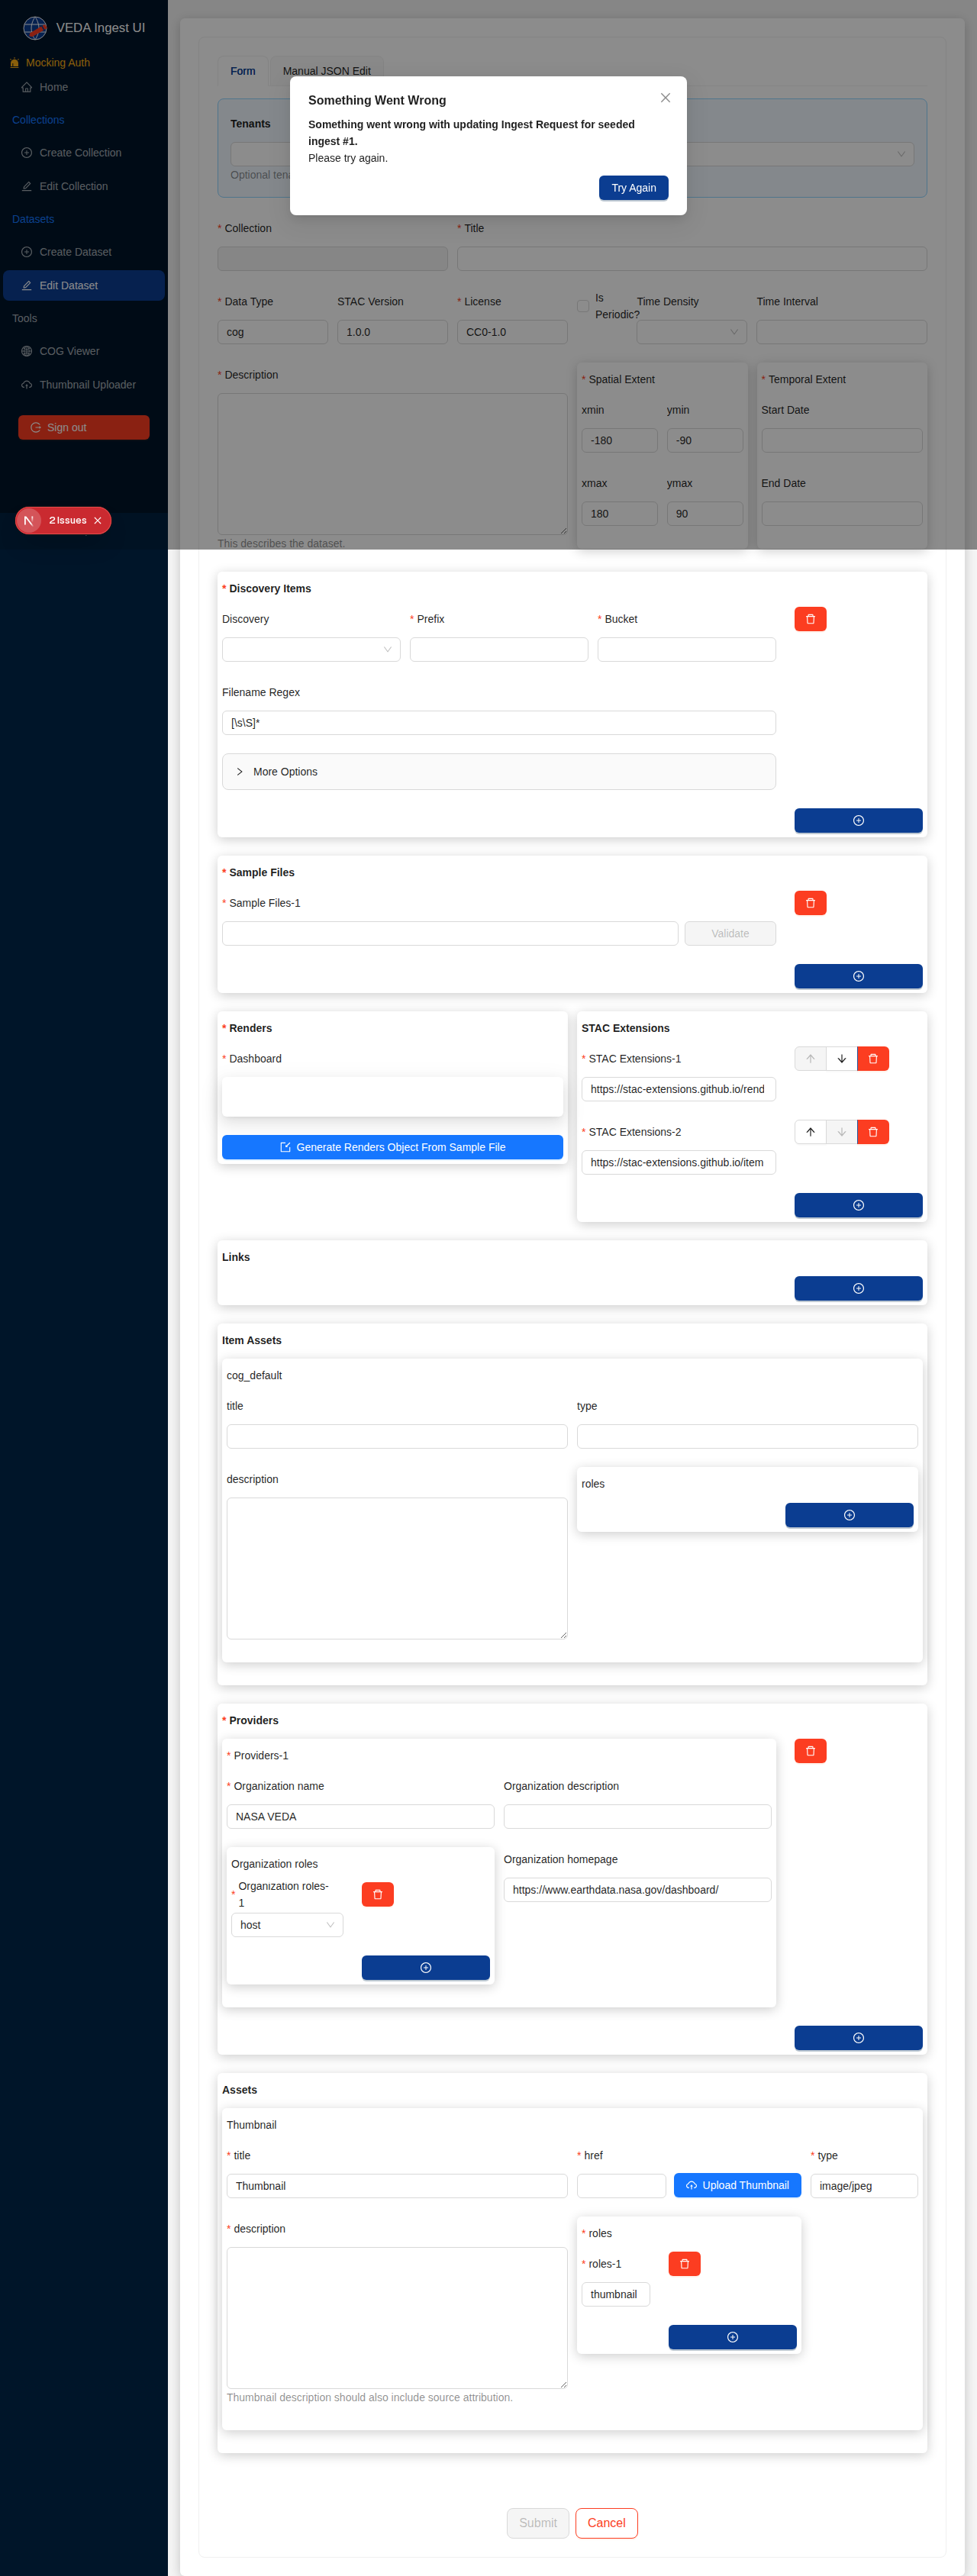 VEDA Ingest UI
Mocking Auth
Home
Collections
Create Collection
Edit Collection
Datasets
Create Dataset
Edit Dataset
Tools
COG Viewer
Thumbnail Uploader
Sign out
2 Issues
Form
Manual JSON Edit
Something Went Wrong
Something went wrong with updating Ingest Request for seeded
ingest #1.
Please try again.
Try Again
Tenants
Optional tena
* Collection
* Title
* Data Type
STAC Version
* License
Is
Periodic?
Time Density
Time Interval
cog
1.0.0
CC0-1.0
* Description
This describes the dataset.
* Spatial Extent
xmin
ymin
-180
-90
xmax
ymax
180
90
* Temporal Extent
Start Date
End Date
* Discovery Items
Discovery
* Prefix
* Bucket
Filename Regex
[\s\S]*
More Options
* Sample Files
* Sample Files-1
Validate
* Renders
* Dashboard
Generate Renders Object From Sample File
STAC Extensions
* STAC Extensions-1
https://stac-extensions.github.io/rend
* STAC Extensions-2
https://stac-extensions.github.io/item
Links
Item Assets
cog_default
title
type
description
roles
* Providers
* Providers-1
* Organization name
Organization description
NASA VEDA
Organization roles
* Organization roles-
1
host
Organization homepage
https://www.earthdata.nasa.gov/dashboard/
Assets
Thumbnail
* title
* href
* type
Thumbnail
Upload Thumbnail
image/jpeg
* description
Thumbnail description should also include source attribution.
* roles
* roles-1
thumbnail
Submit
Cancel